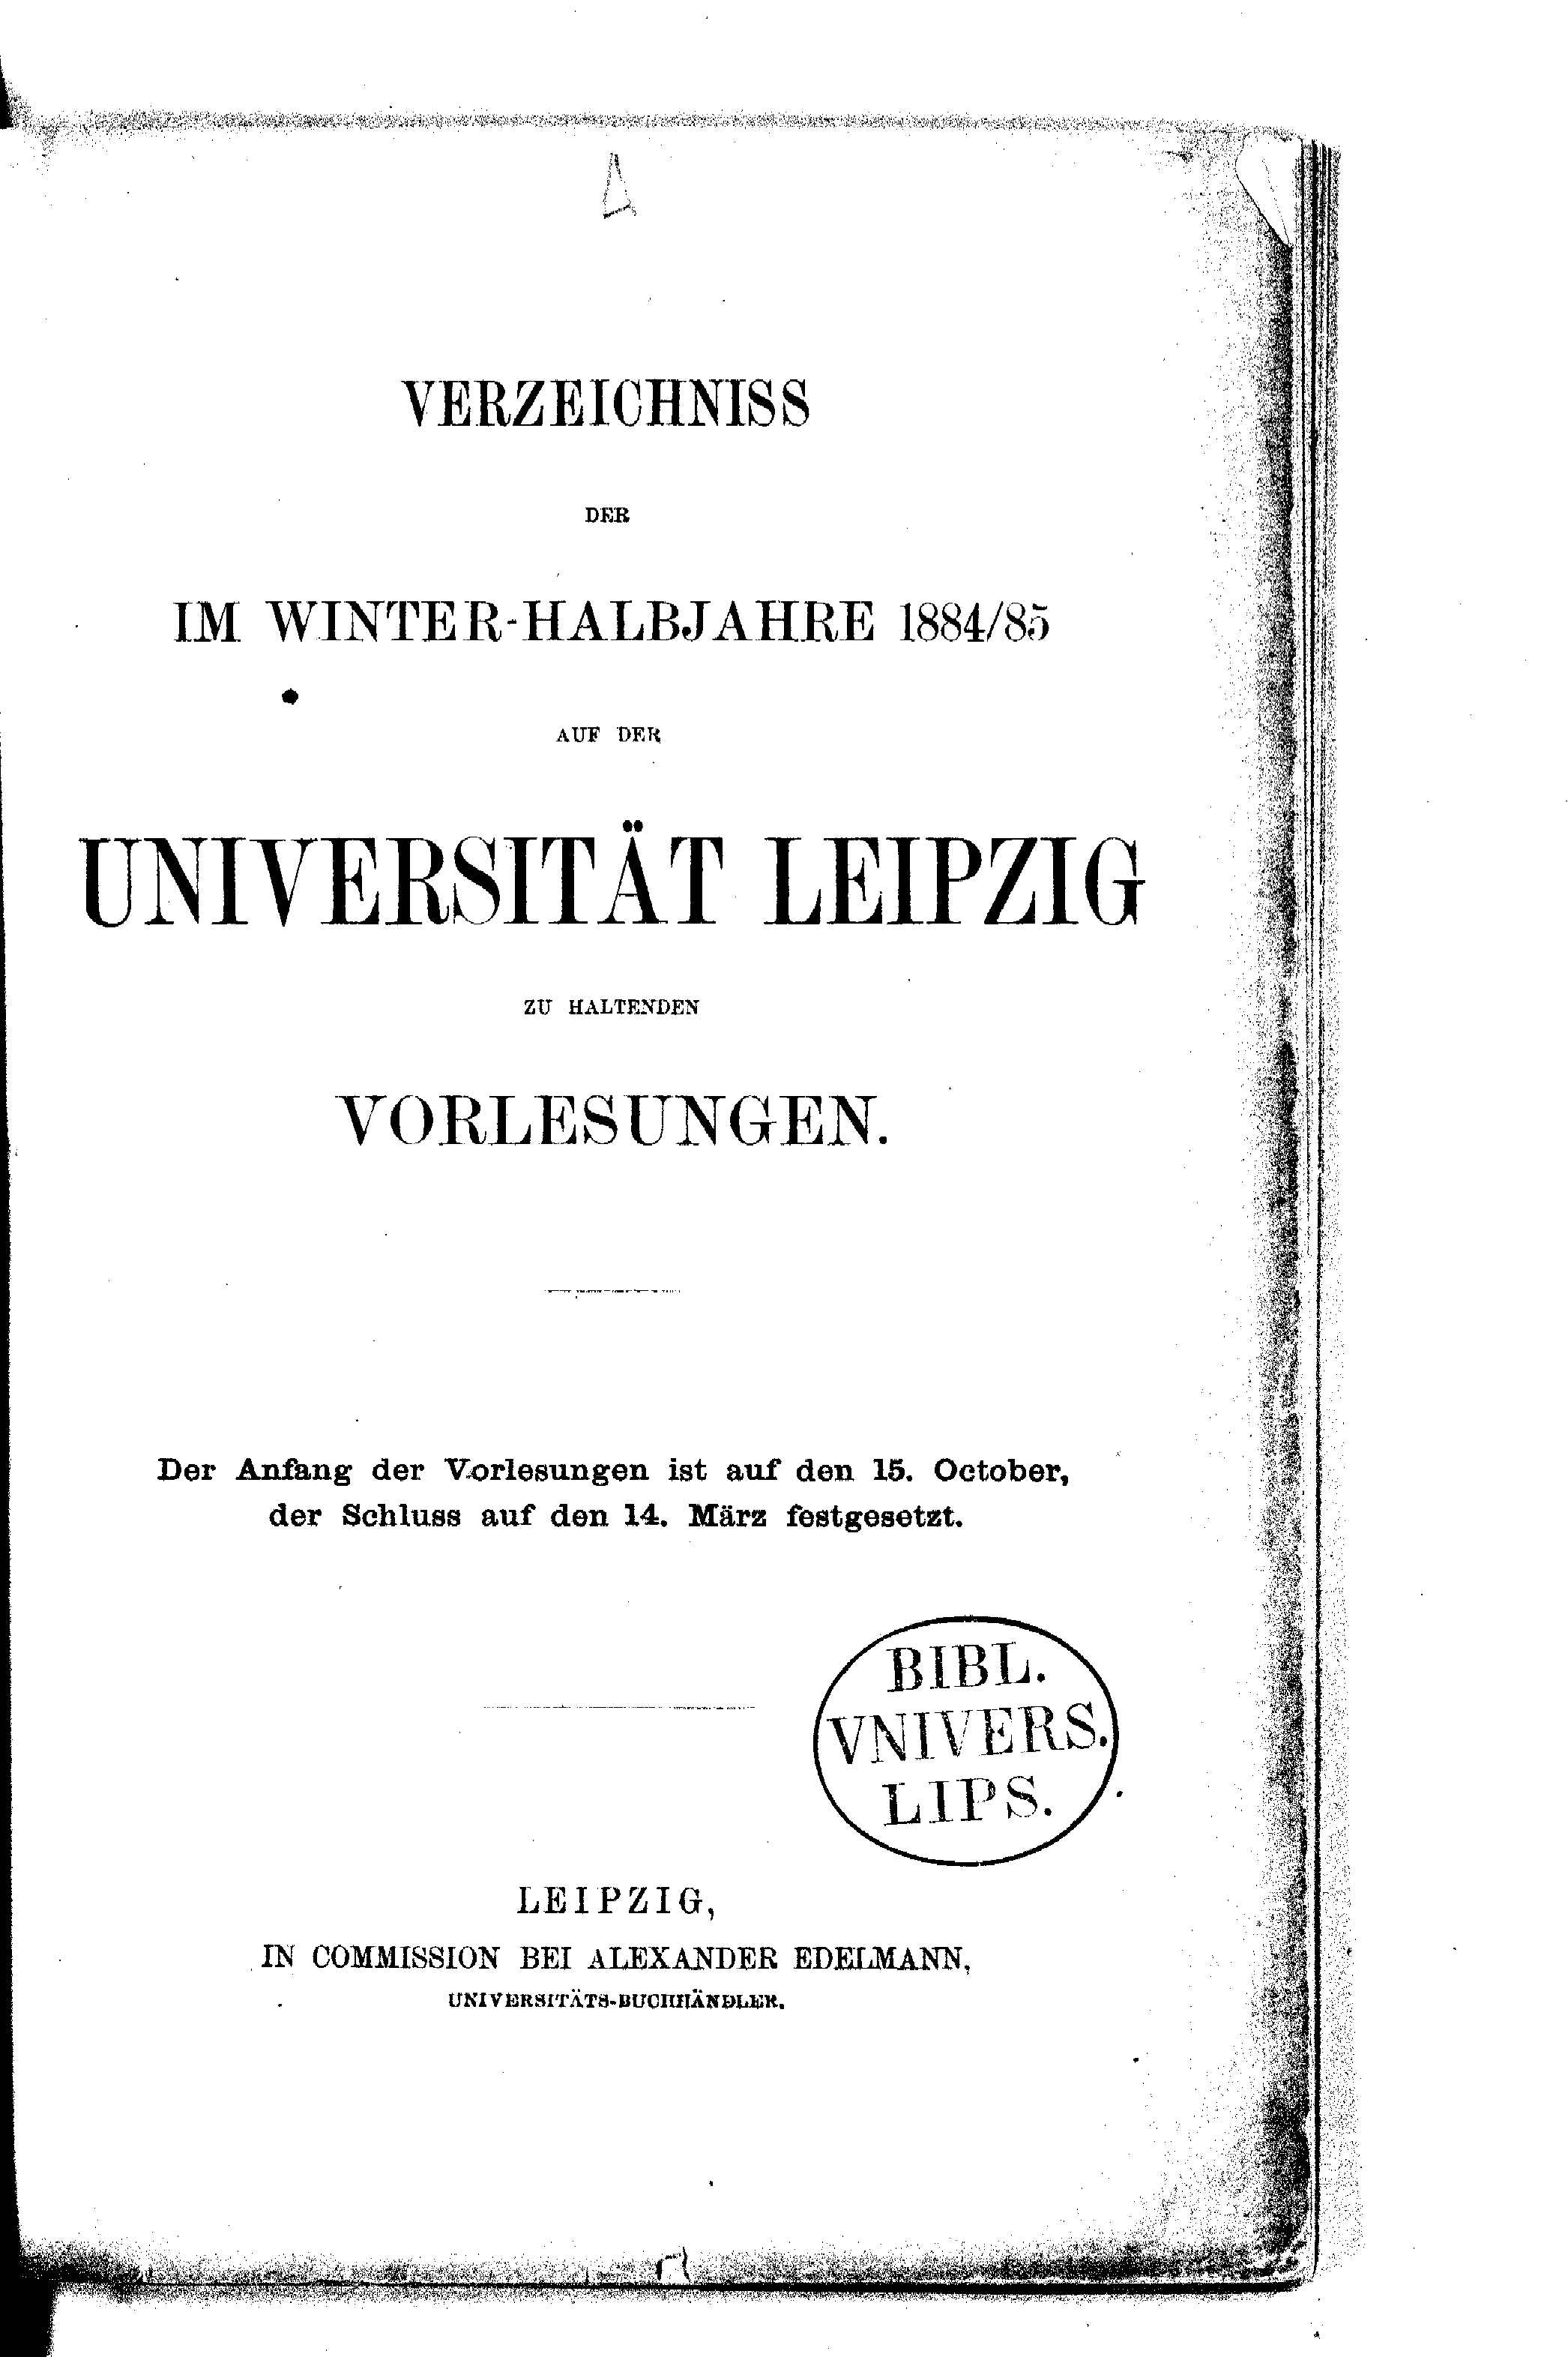 VERZEICHNISS
DER
IM WINTER-HALBJAHRE 1884/85
AUF DER
UNIVERSITÄT LEIPZIG
ZU HALTENDEN
VORLESUNGEN.
Der Anfang der Vorlesungen ist auf den 15. October,
der Schluss auf den 14. März festgesetzt.
BIBL.
VNIVERS.
LIPS.
LEIPZIG,
IN COMMISSION BEI ALEXANDER EDELMANN,
UNIVERSITÄTS-BUCHHÄNDLER.